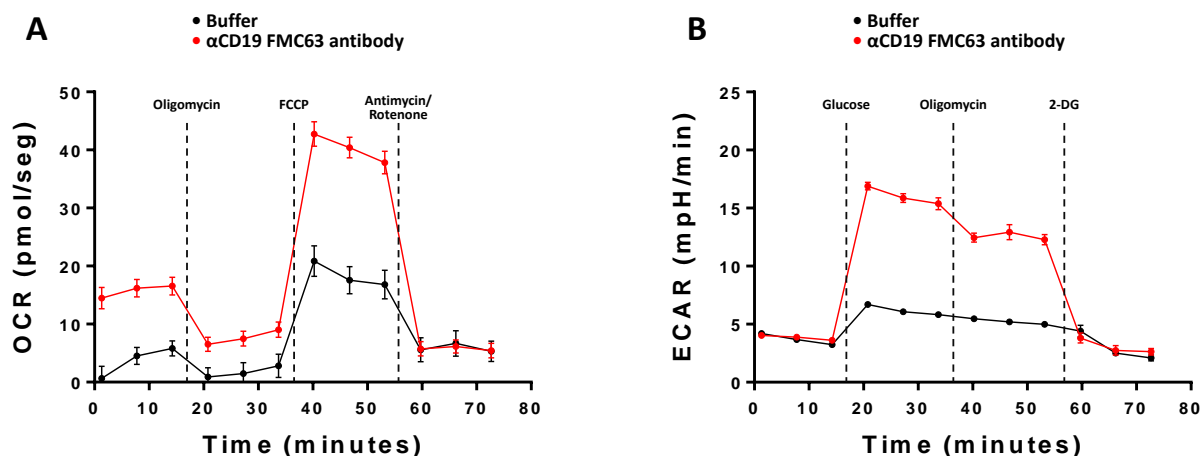 A
Buffer
αCD19 FMC63 antibody
Oligomycin
FCCP
Antimycin/
Rotenone
OCR (pmol/seg)
50
40
30
20
10
0
0 10 20 30 40 50 60 70 80
Time (minutes)
B
Buffer
αCD19 FMC63 antibody
Glucose
Oligomycin
2-DG
ECAR (mpH/min)
25
20
15
10
5
0
0 10 20 30 40 50 60 70 80
Time (minutes)